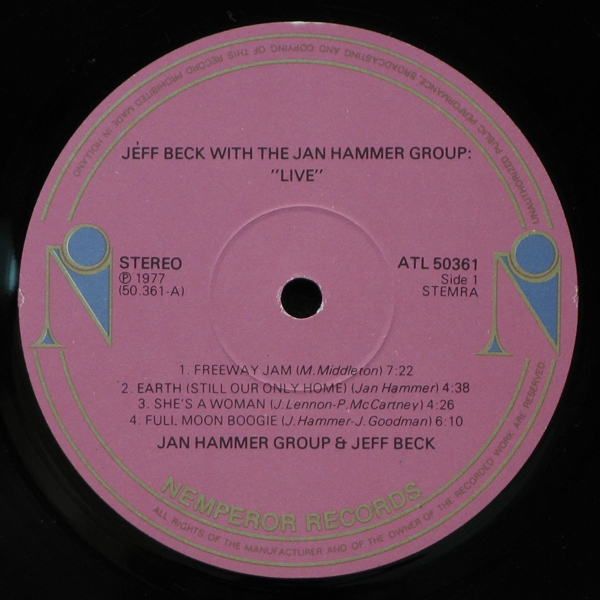 UNAUTHORIZED PUBLIC PERFORMANCE, BROADCASTING AND COPYING OF THIS RECORD PROHIBITED MADE IN HOLLAND
JEFF BECK WITH THE JAN HAMMER GROUP:
"LIVE"
STEREO
ATL 50361
Ⓟ 1977
Side 1
(50.361-A)
STEMRA
1. FREEWAY JAM (M. Middleton) 7:22
2. EARTH (STILL OUR ONLY HOME) (Jan Hammer) 4:38
3. SHE'S A WOMAN (J. Lennon-P. McCartney) 4:26
4. FULL MOON BOOGIE (J. Hammer-J. Goodman) 6:10
JAN HAMMER GROUP & JEFF BECK
NEMPEROR RECORDS
ALL RIGHTS OF THE MANUFACTURER AND OF THE OWNER OF THE RECORDED WORK ARE RESERVED